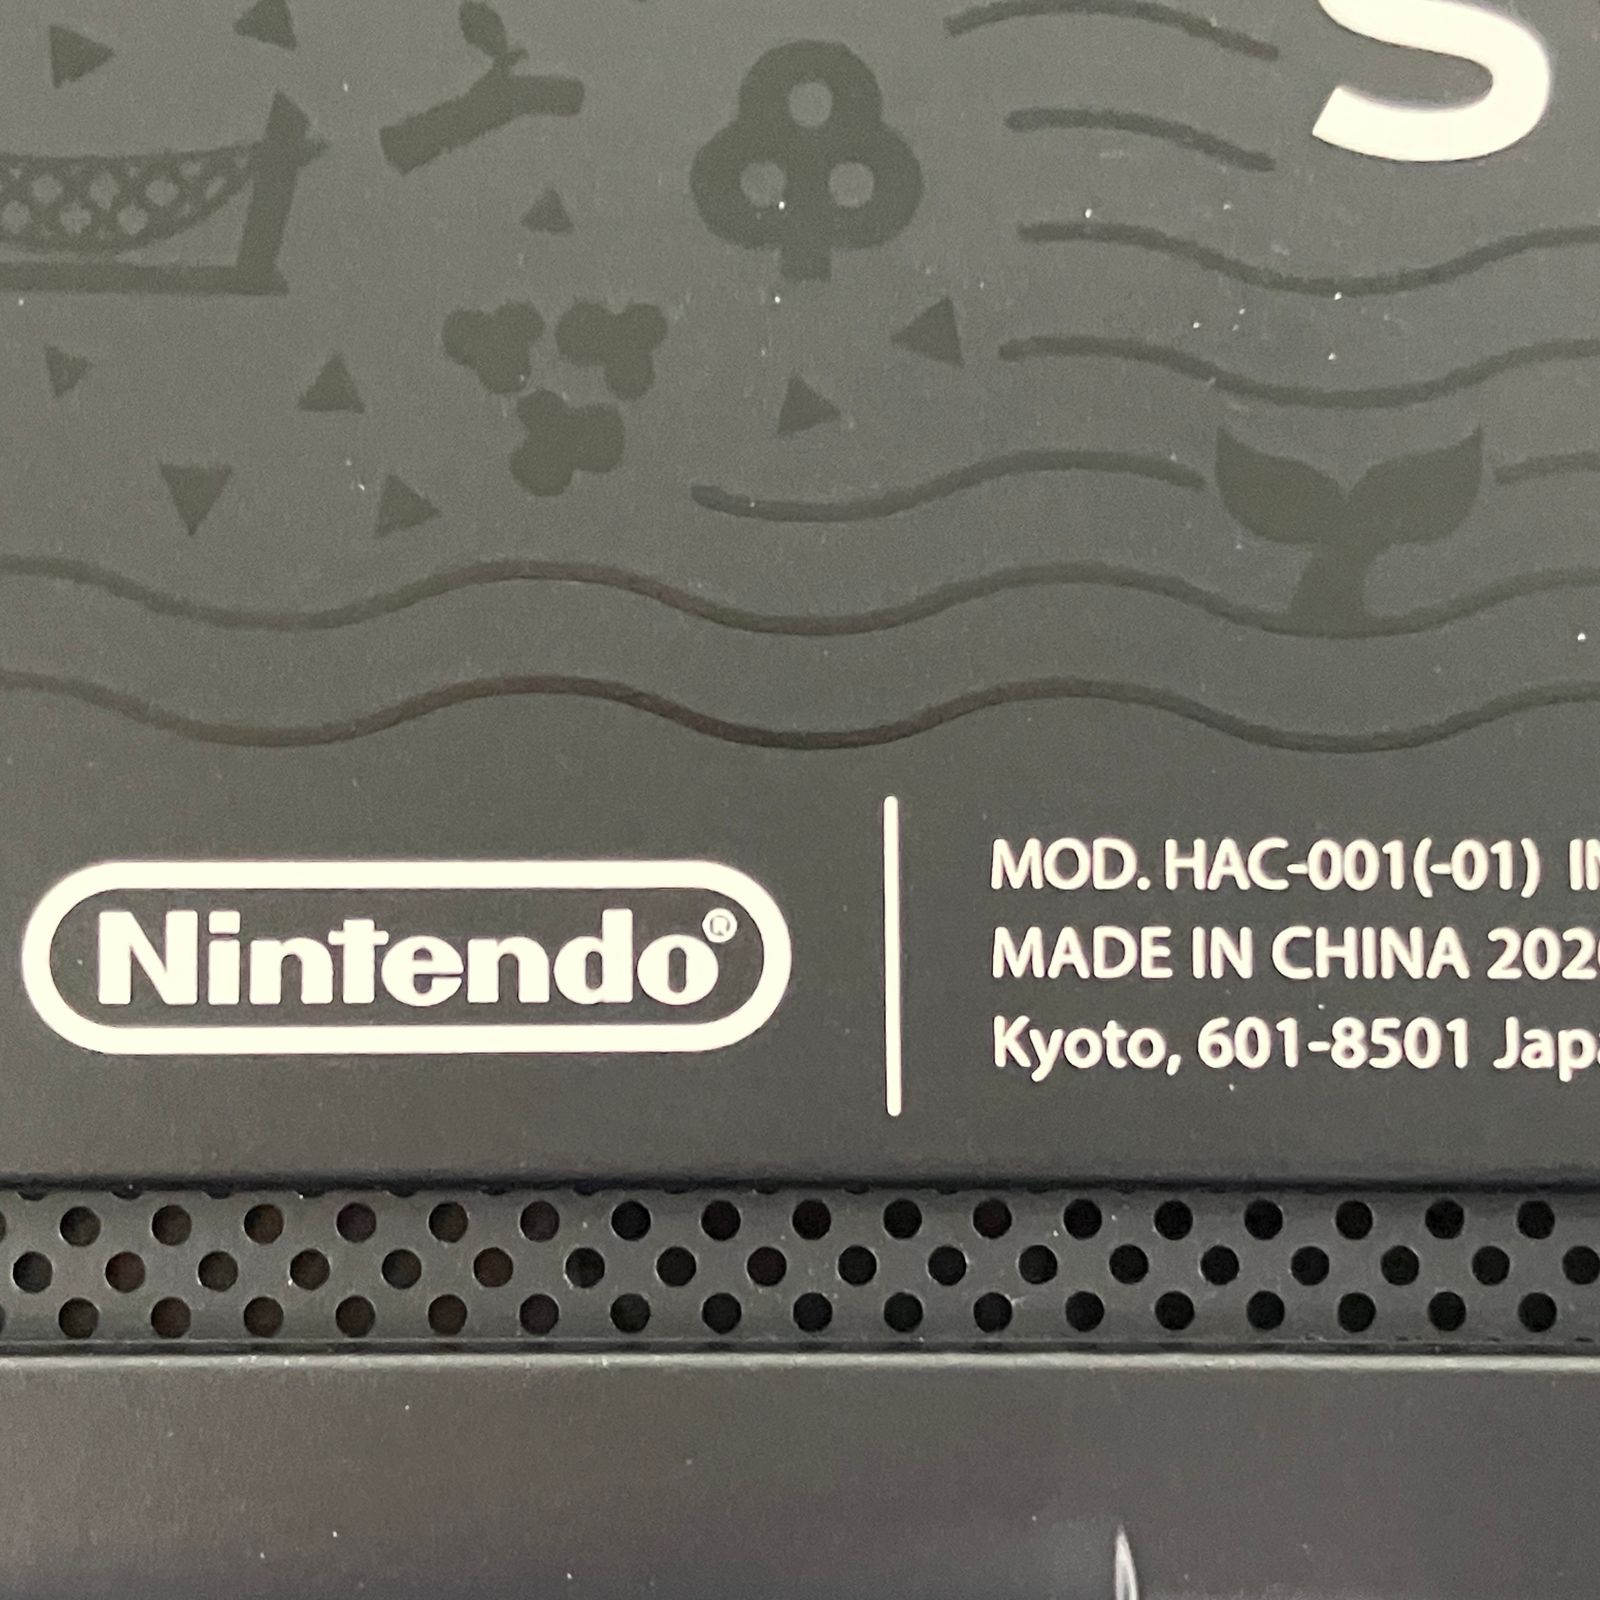 S
Nintendo®
MOD. HAC-001(-01)
MADE IN CHINA
Kyoto, 601-8501